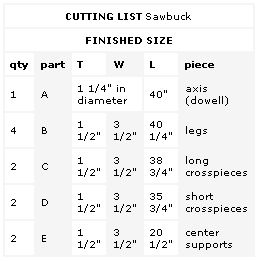 CUTTING LIST Sawbuck
FINISHED SIZE
qty part T W L piece
1 A 1 1/4" in diameter 40" axis (dowell)
4 B 1 1/2" 3 1/2" 40 1/4" legs
2 C 1 1/2" 3 1/2" 38 3/4" long crosspieces
2 D 1 1/2" 3 1/2" 35 3/4" short crosspieces
2 E 1 1/2" 3 1/2" 20 1/2" center supports